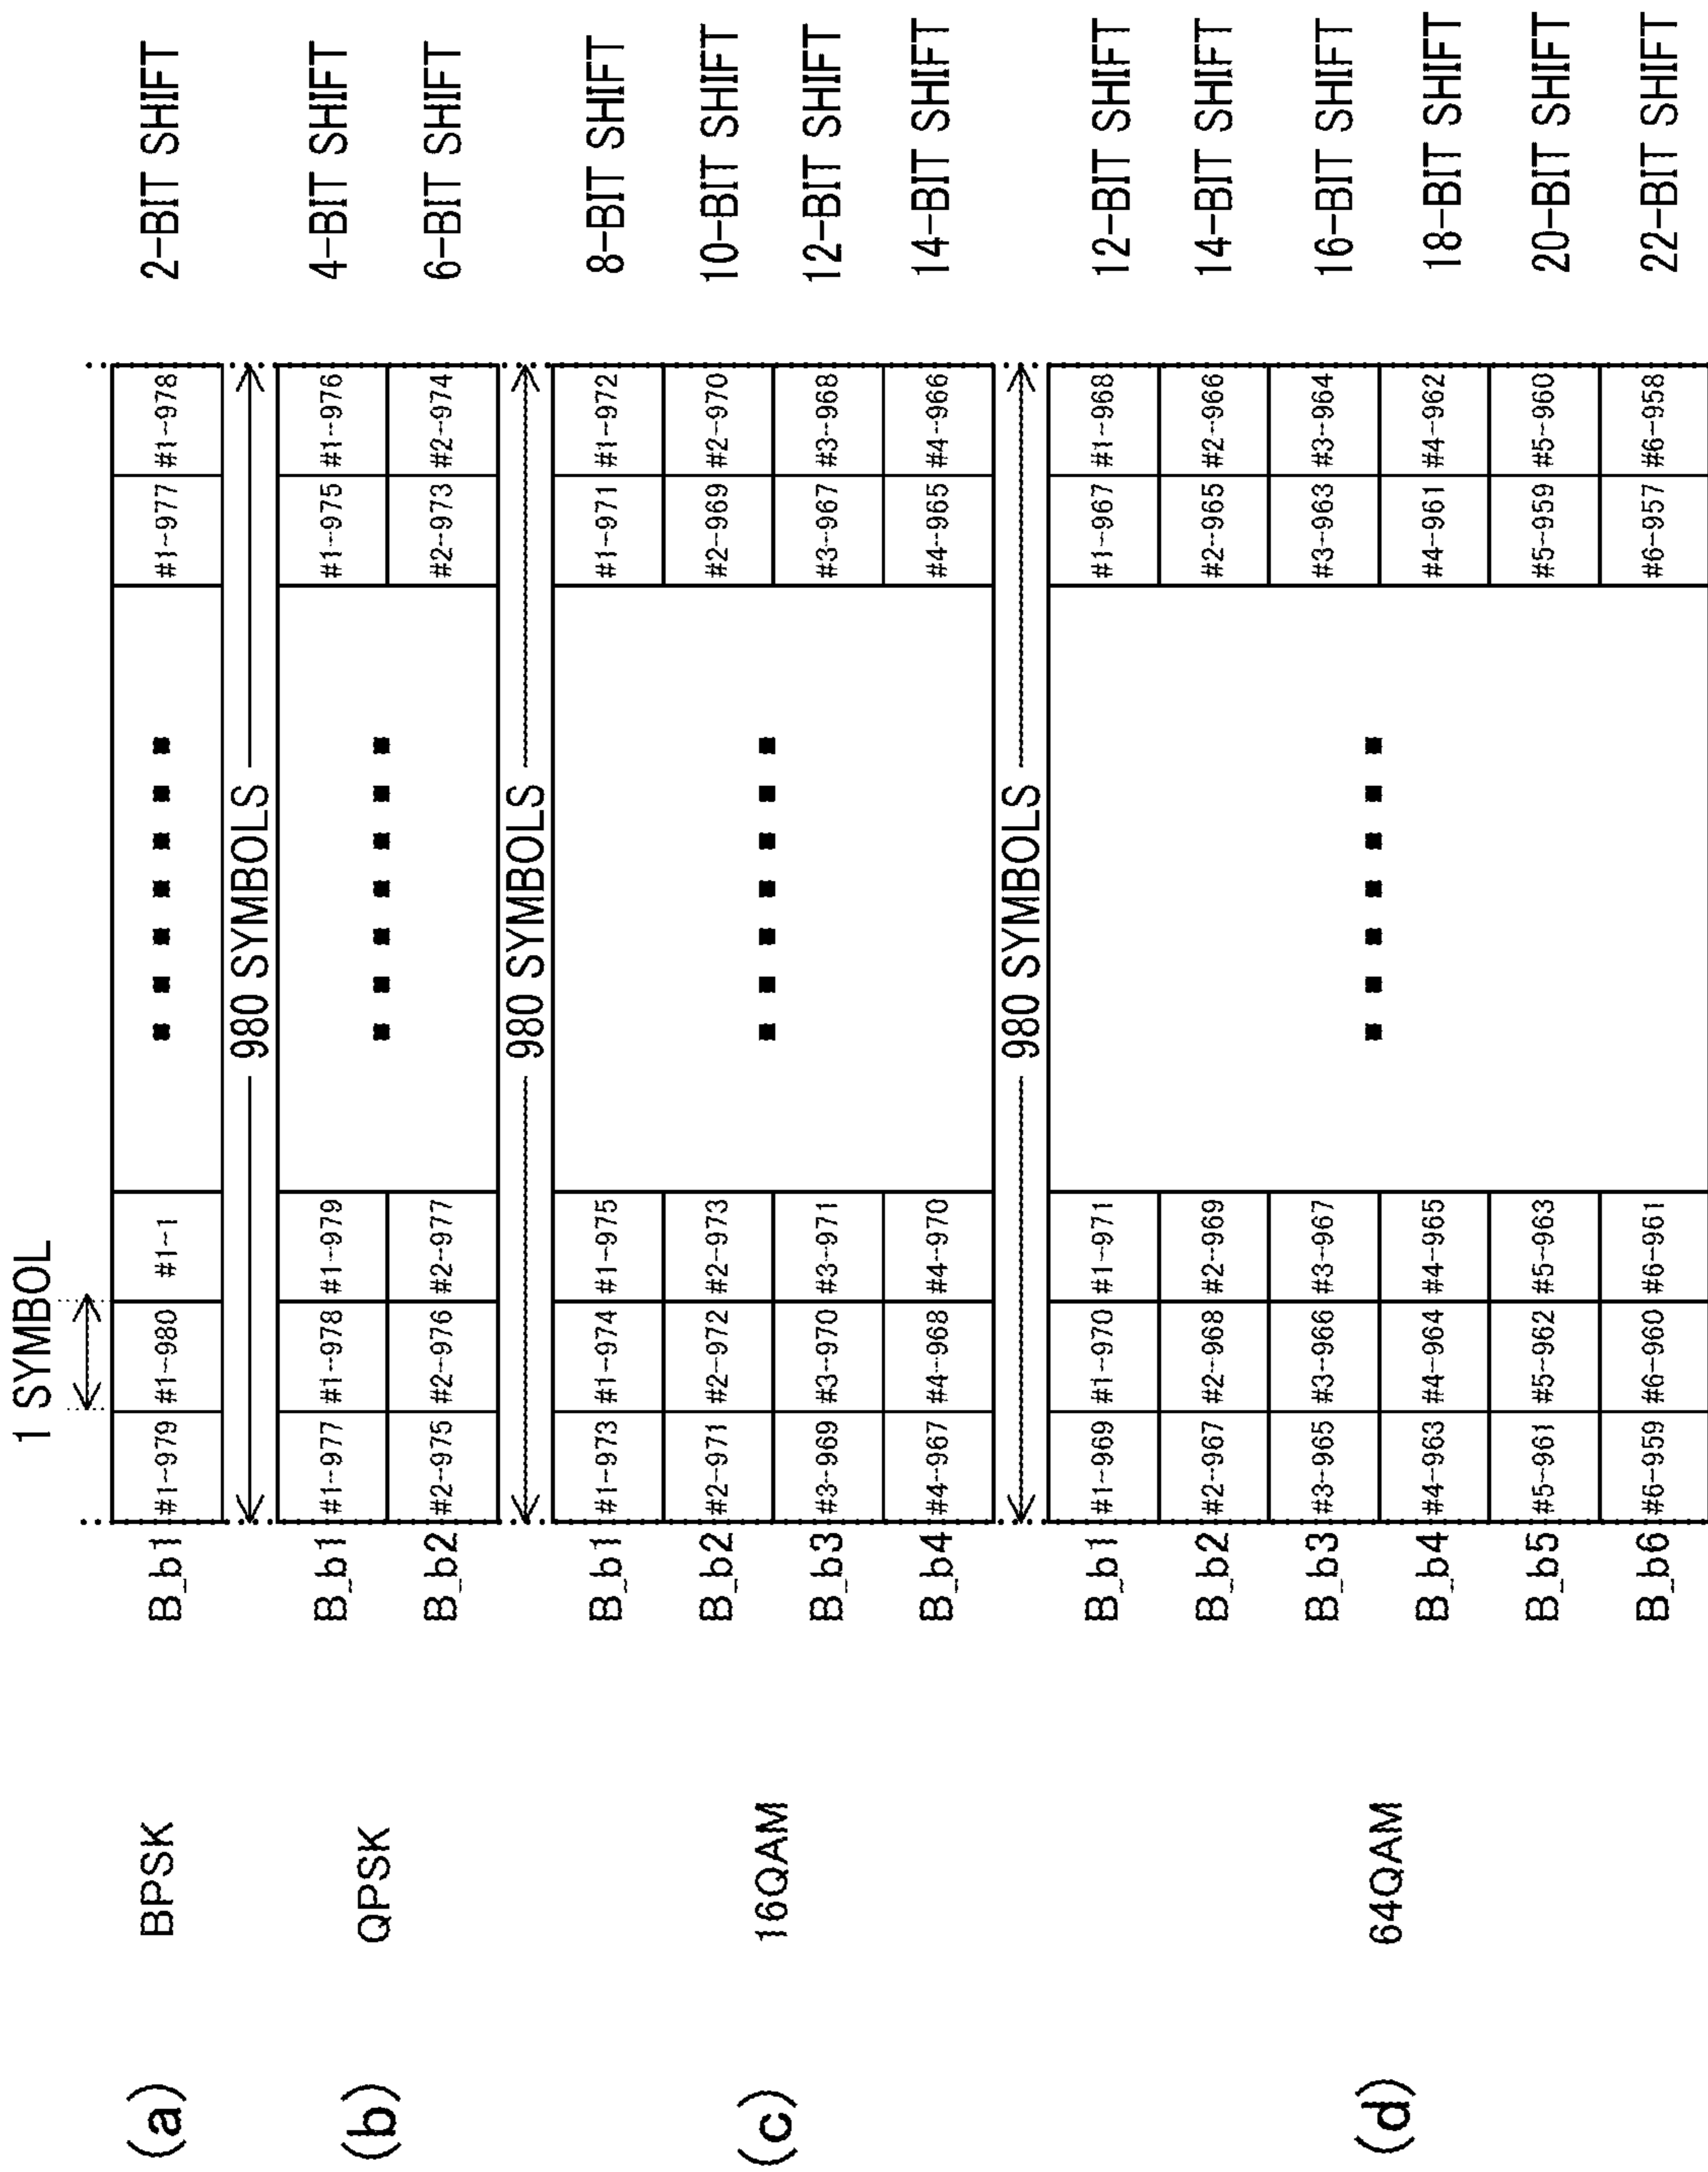 1 SYMBOL
(a) BPSK B_b1 #1-979 #1-980 #1-1 ....... #1-977 #1-978 2-BIT SHIFT
980 SYMBOLS
(b) QPSK
B_b1 #1-977 #1-978 #1-979 ....... #1-975 #1-976 4-BIT SHIFT
B_b2 #2-975 #2-976 #2-977 #2-973 #2-974 6-BIT SHIFT
980 SYMBOLS
(c) 16QAM
B_b1 #1-973 #1-974 #1-975 ....... #1-971 #1-972 8-BIT SHIFT
B_b2 #2-971 #2-972 #2-973 #2-969 #2-970 10-BIT SHIFT
B_b3 #3-969 #3-970 #3-971 #3-967 #3-968 12-BIT SHIFT
B_b4 #4-967 #4-968 #4-970 #4-965 #4-966 14-BIT SHIFT
980 SYMBOLS
(d) 64QAM
B_b1 #1-969 #1-970 #1-971 ....... #1-967 #1-968 12-BIT SHIFT
B_b2 #2-967 #2-968 #2-969 #2-965 #2-966 14-BIT SHIFT
B_b3 #3-965 #3-966 #3-967 #3-963 #3-964 16-BIT SHIFT
B_b4 #4-963 #4-964 #4-965 #4-961 #4-962 18-BIT SHIFT
B_b5 #5-961 #5-962 #5-963 #5-959 #5-960 20-BIT SHIFT
B_b6 #6-959 #6-960 #6-961 #6-957 #6-958 22-BIT SHIFT